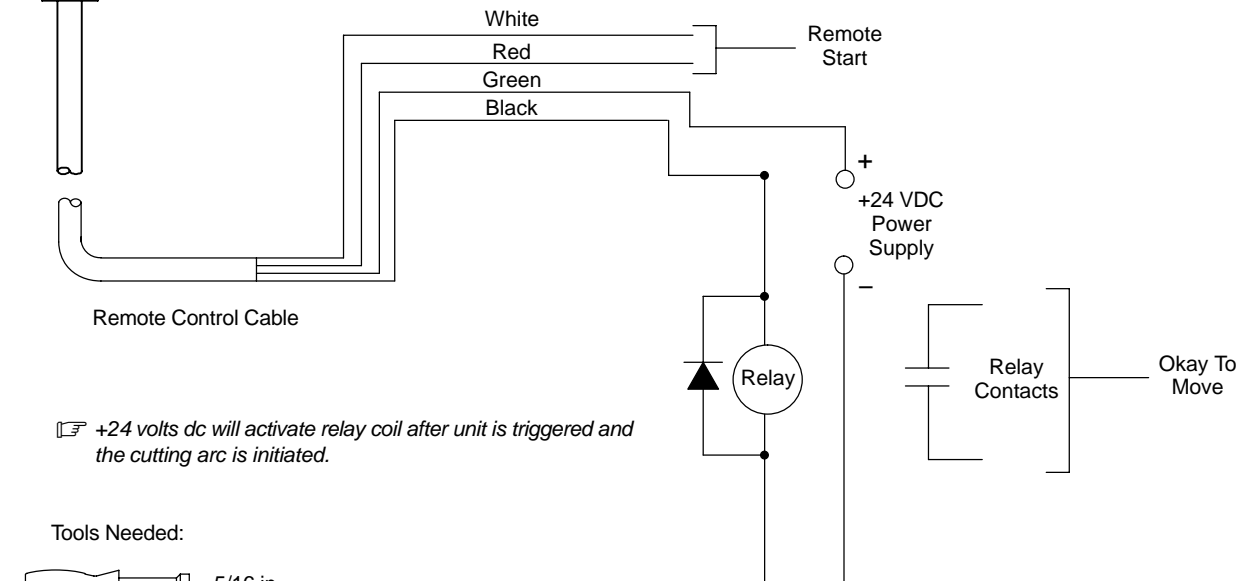 White
Red
Green
Black
Remote
Start
+
+24 VDC
Power
Supply
–
Remote Control Cable
Relay
Relay
Contacts
Okay To
Move
+24 volts dc will activate relay coil after unit is triggered and
the cutting arc is initiated.
Tools Needed:
5/16 in